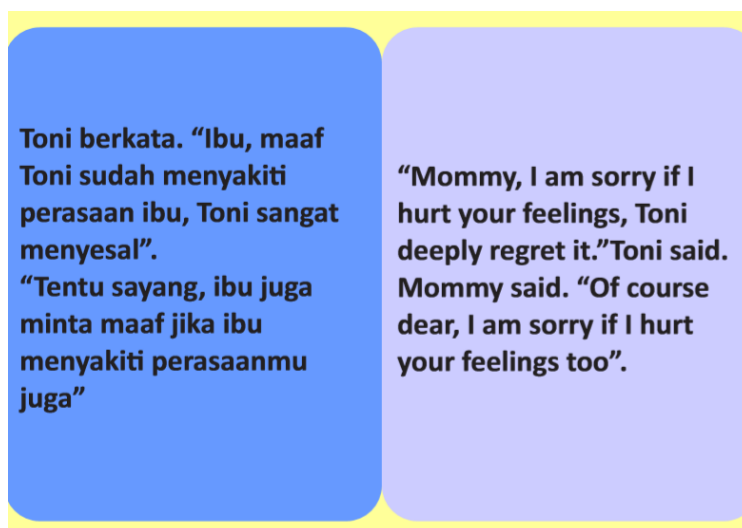 Toni berkata. “Ibu, maaf
Toni sudah menyakiti
perasaan ibu, Toni sangat
menyesal”.
“Tentu sayang, ibu juga
minta maaf jika ibu
menyakiti perasaanmu
juga”
“Mommy, I am sorry if I
hurt your feelings, Toni
deeply regret it.”Toni said.
Mommy said. “Of course
dear, I am sorry if I hurt
your feelings too”.